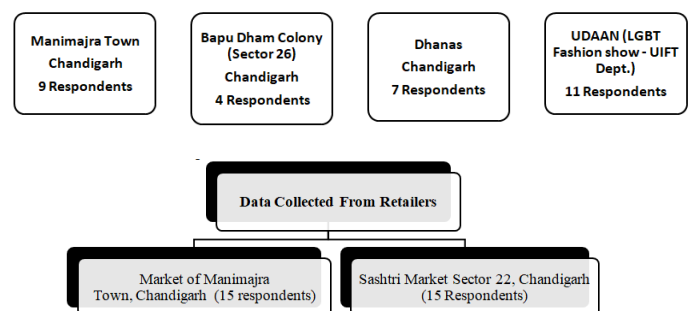 Manimajra Town
Chandigarh
9 Respondents
Bapu Dham Colony
(Sector 26)
Chandigarh
4 Respondents
Dhanas
Chandigarh
7 Respondents
UDAAN (LGBT
Fashion show - UIFT
Dept.)
11 Respondents
Data Collected From Retailers
Market of Manimajra
Town, Chandigarh (15 respondents)
Sashtri Market Sector 22, Chandigarh
(15 Respondents)